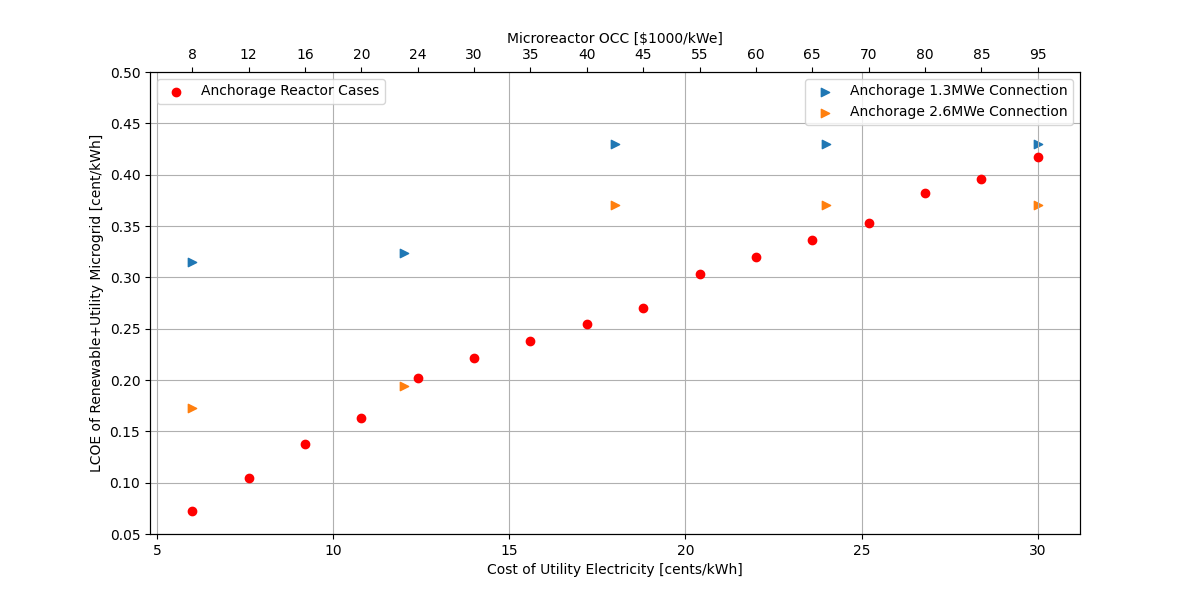 Microreactor OCC [$1000/kWe]
8 12 16 20 24 30 35 40 45 55 60 65 70 80 85 95
Anchorage Reactor Cases
Anchorage 1.3MWe Connection
Anchorage 2.6MWe Connection
LCOE of Renewable+Utility Microgrid [cent/kWh]
0.50
0.45
0.40
0.35
0.30
0.25
0.20
0.15
0.10
0.05
5 10 15 20 25 30
Cost of Utility Electricity [cents/kWh]